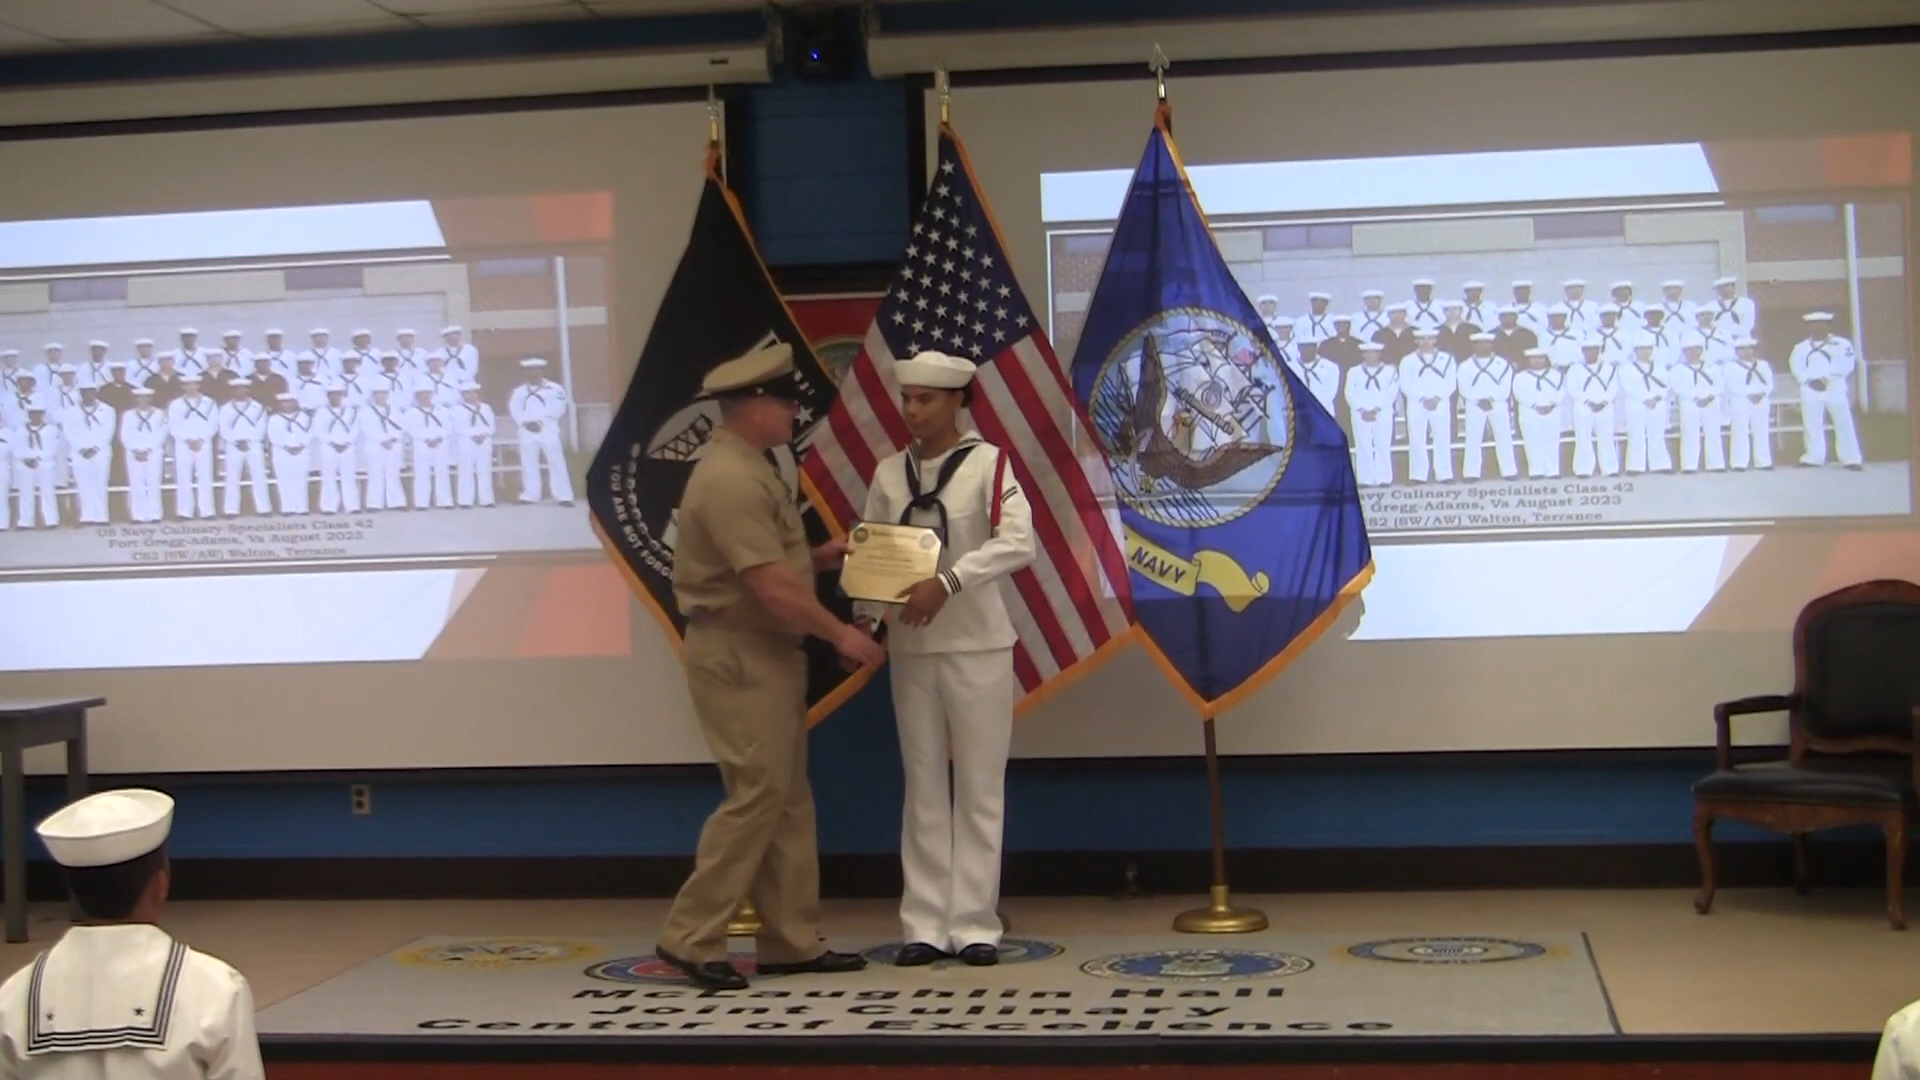 US Navy Culinary Specialists Class 42
Fort Gregg-Adams, Va August 2023
CS2 (SW/AW) Walton, Terrance
YOU ARE NOT FORG
NAVY
avy Culinary Specialists Class 42
Gregg-Adams, Va August 2023
CS2 (SW/AW) Walton, Terrance
McLaughlin Hall
Joint Culinary
Center of Excellence